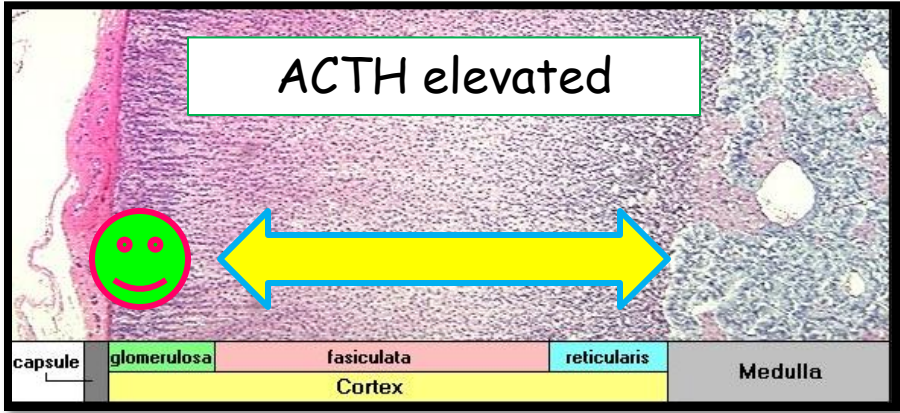 ACTH elevated
capsule
glomerulosa
fasiculata
reticularis
Cortex
Medulla